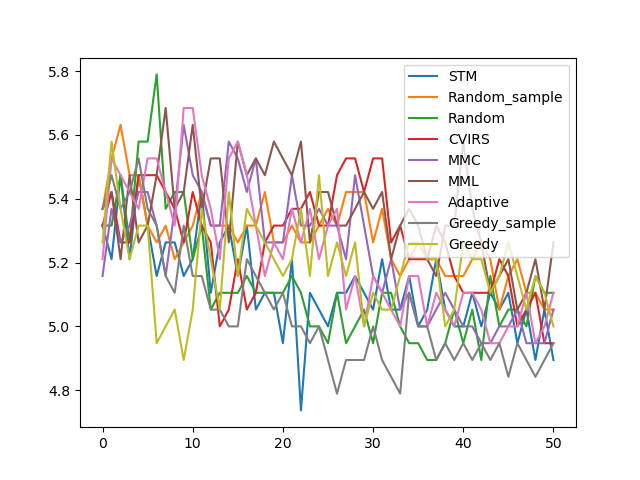 5.8
5.6
5.4
5.2
5.0
4.8
0
10
20
30
40
50
STM
Random_sample
Random
CVIRS
MMC
MML
Adaptive
Greedy_sample
Greedy